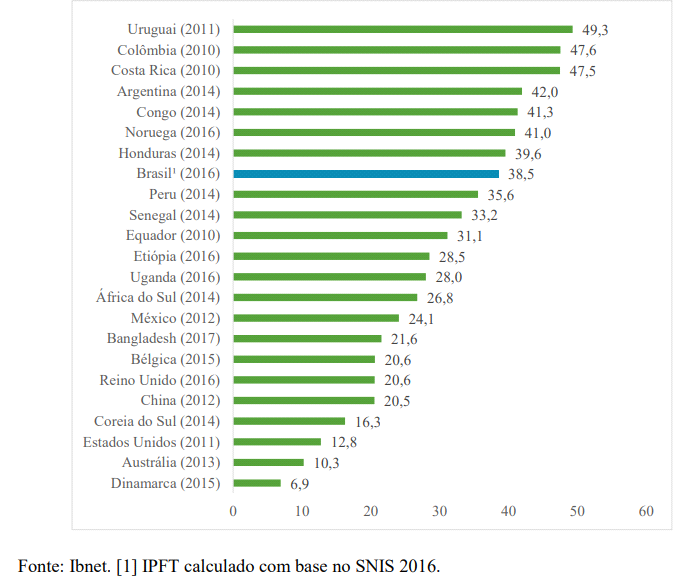 Uruguai (2011) 49,3
Colômbia (2010) 47,6
Costa Rica (2010) 47,5
Argentina (2014) 42,0
Congo (2014) 41,3
Noruega (2016) 41,0
Honduras (2014) 39,6
Brasil¹ (2016) 38,5
Peru (2014) 35,6
Senegal (2014) 33,2
Equador (2010) 31,1
Etiópia (2016) 28,5
Uganda (2016) 28,0
África do Sul (2014) 26,8
México (2012) 24,1
Bangladesh (2017) 21,6
Bélgica (2015) 20,6
Reino Unido (2016) 20,6
China (2012) 20,5
Coreia do Sul (2014) 16,3
Estados Unidos (2011) 12,8
Austrália (2013) 10,3
Dinamarca (2015) 6,9
0 10 20 30 40 50 60
Fonte: Ibnet. [1] IPFT calculado com base no SNIS 2016.